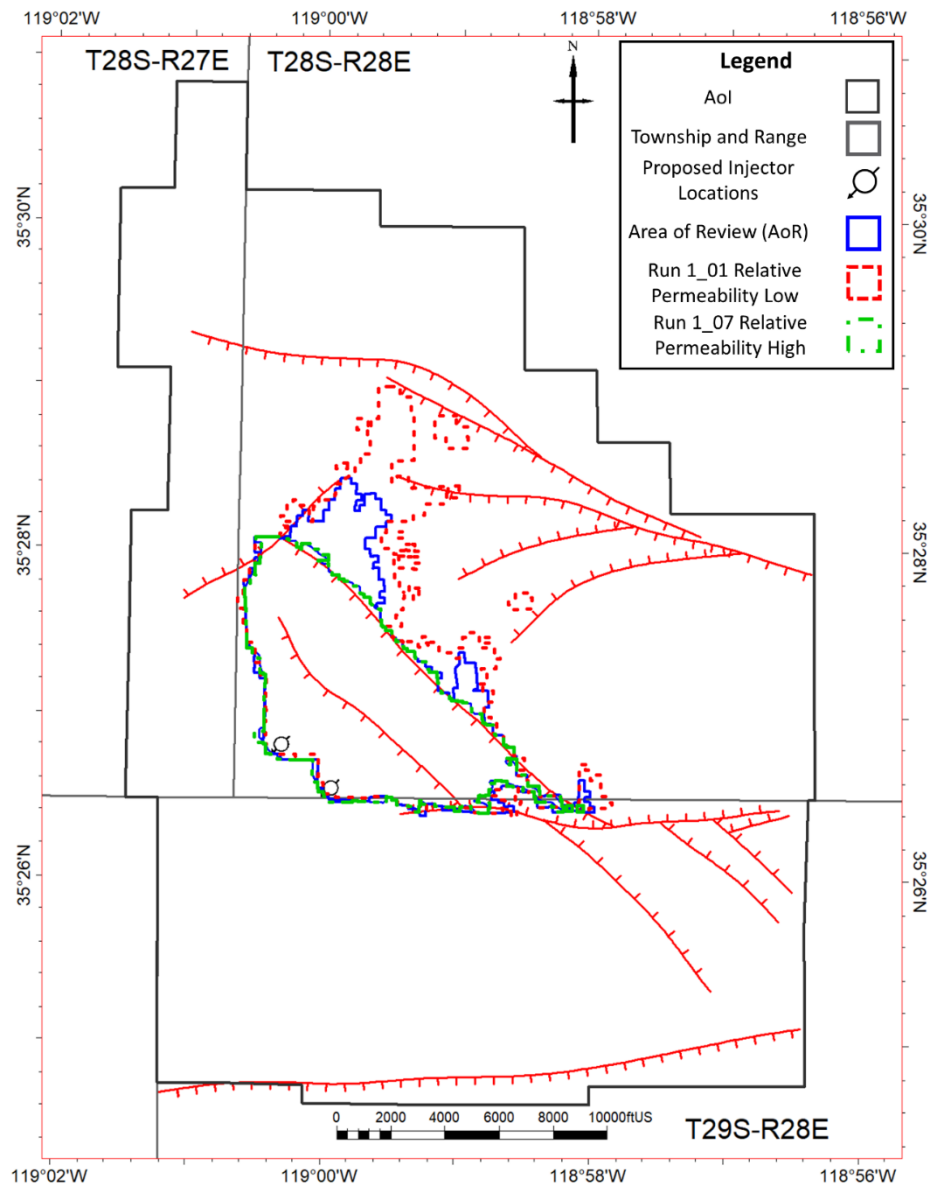 119°02'W 119°00'W 118°58'W 118°56'W
T28S-R27E T28S-R28E
N
Legend
AoI
Township and Range
Proposed Injector
Locations
Area of Review (AoR)
Run 1_01 Relative
Permeability Low
Run 1_07 Relative
Permeability High
35°30'N 35°30'N
35°28'N 35°28'N
35°26'N 35°26'N
0 2000 4000 6000 8000 10000ftUS
T29S-R28E
119°02'W 119°00'W 118°58'W 118°56'W